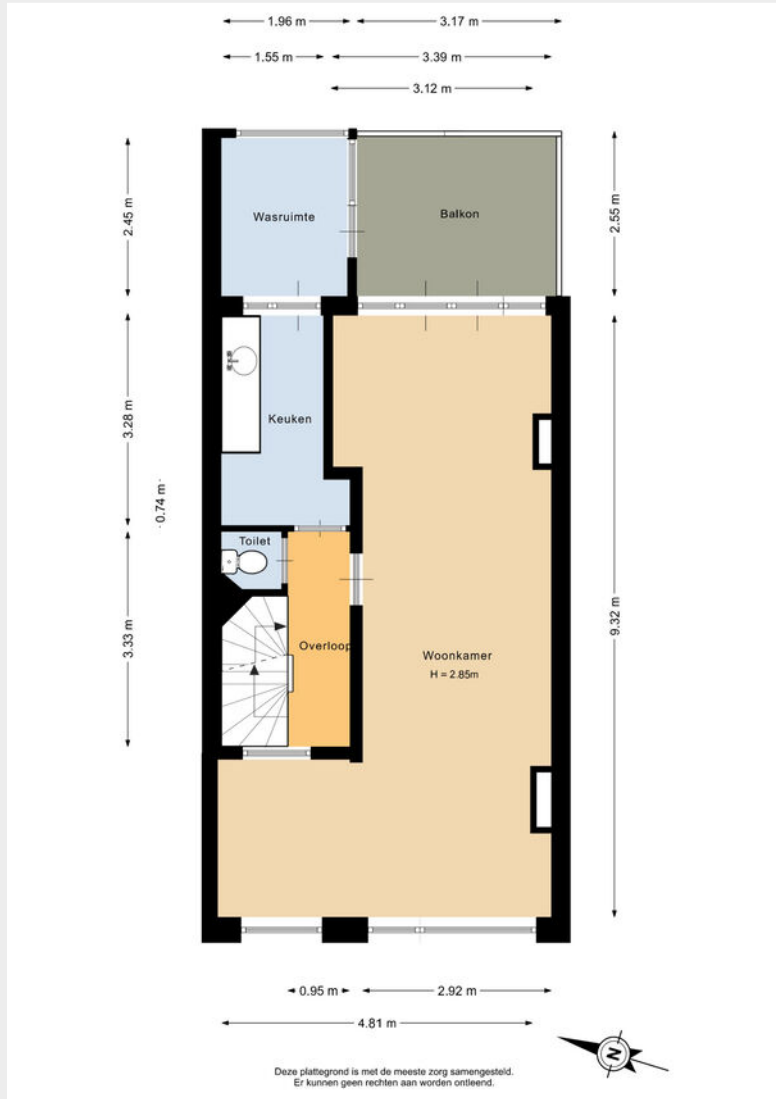 1.96 m
3.17 m
1.55 m
3.39 m
3.12 m
2.45 m
2.55 m
Wasruimte
Balkon
3.28 m
Keuken
0.74 m
Toilet
3.33 m
Overloop
9.32 m
Woonkamer
H = 2.85m
0.95 m
2.92 m
4.81 m
N
Deze plattegrond is met de meeste zorg samengesteld.
Er kunnen geen rechten aan worden ontleend.